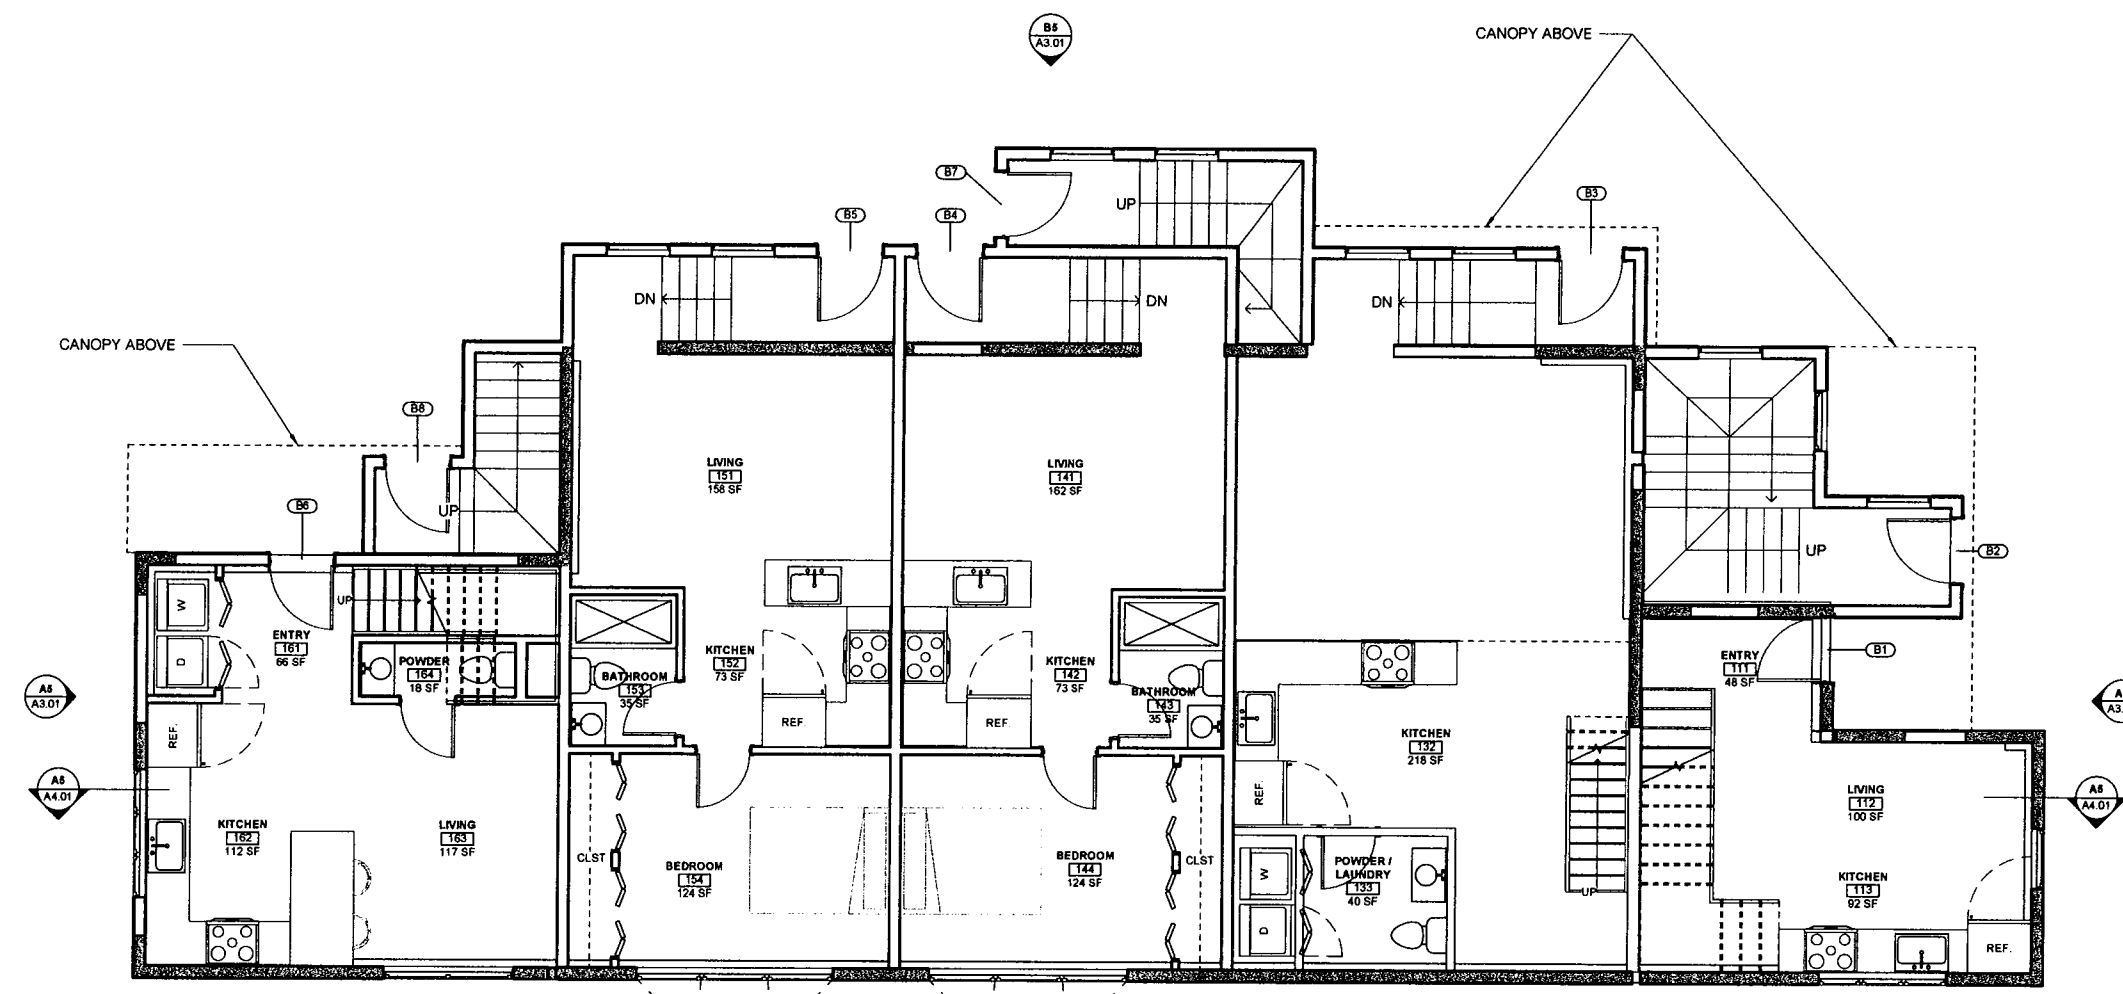 B5
A3.01
CANOPY ABOVE
B7
B5
B4
B3
UP
DN
DN
DN
CANOPY ABOVE
B8
UP
B6
LIVING
151
158 SF
LIVING
141
162 SF
UP
B2
W
UP
ENTRY
161
66 SF
D
POWDER
164
18 SF
KITCHEN
152
73 SF
KITCHEN
142
73 SF
BATHROOM
153
35 SF
BATHROOM
143
35 SF
ENTRY
111
48 SF
B1
A5
A3.01
REF.
REF.
REF.
KITCHEN
132
218 SF
A5
A4.01
REF.
LIVING
112
100 SF
A5
A4.01
KITCHEN
162
112 SF
LIVING
163
117 SF
CLST
BEDROOM
154
124 SF
BEDROOM
144
124 SF
CLST
W
D
POWDER /
LAUNDRY
133
40 SF
UP
KITCHEN
113
92 SF
REF.